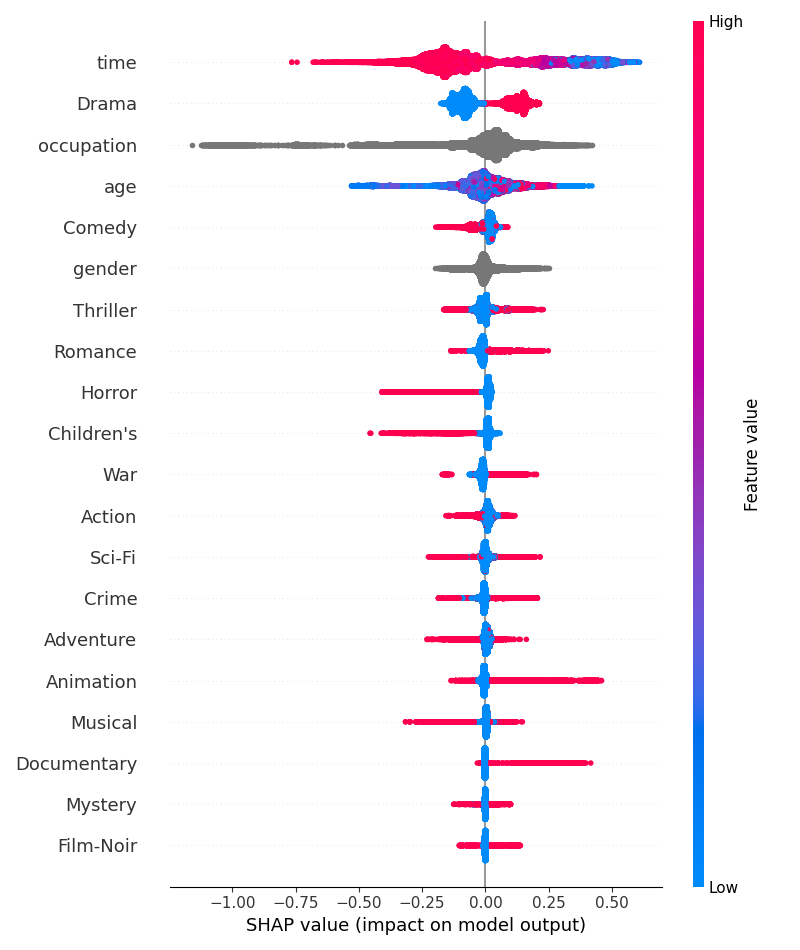 High
time
Drama
occupation
age
Comedy
gender
Thriller
Romance
Horror
Children's
War
Action
Sci-Fi
Crime
Adventure
Animation
Musical
Documentary
Mystery
Film-Noir
Feature value
Low
−1.00 −0.75 −0.50 −0.25 0.00 0.25 0.50
SHAP value (impact on model output)